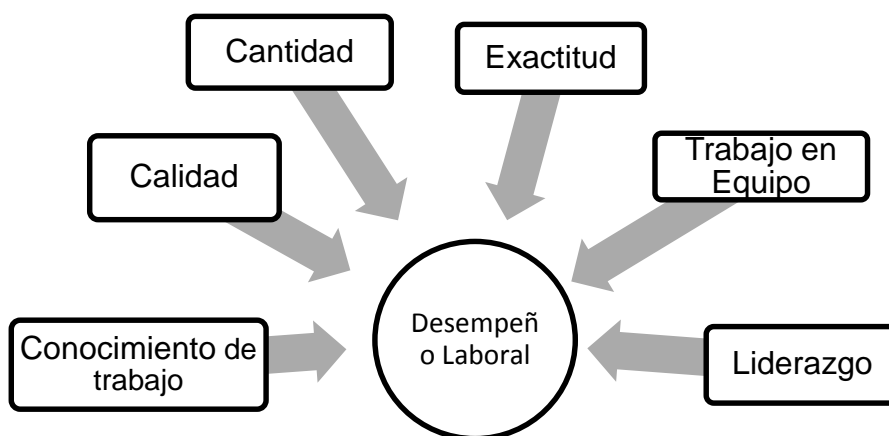 Cantidad
Exactitud
Calidad
Trabajo en
Equipo
Conocimiento de
trabajo
Desempeñ
o Laboral
Liderazgo